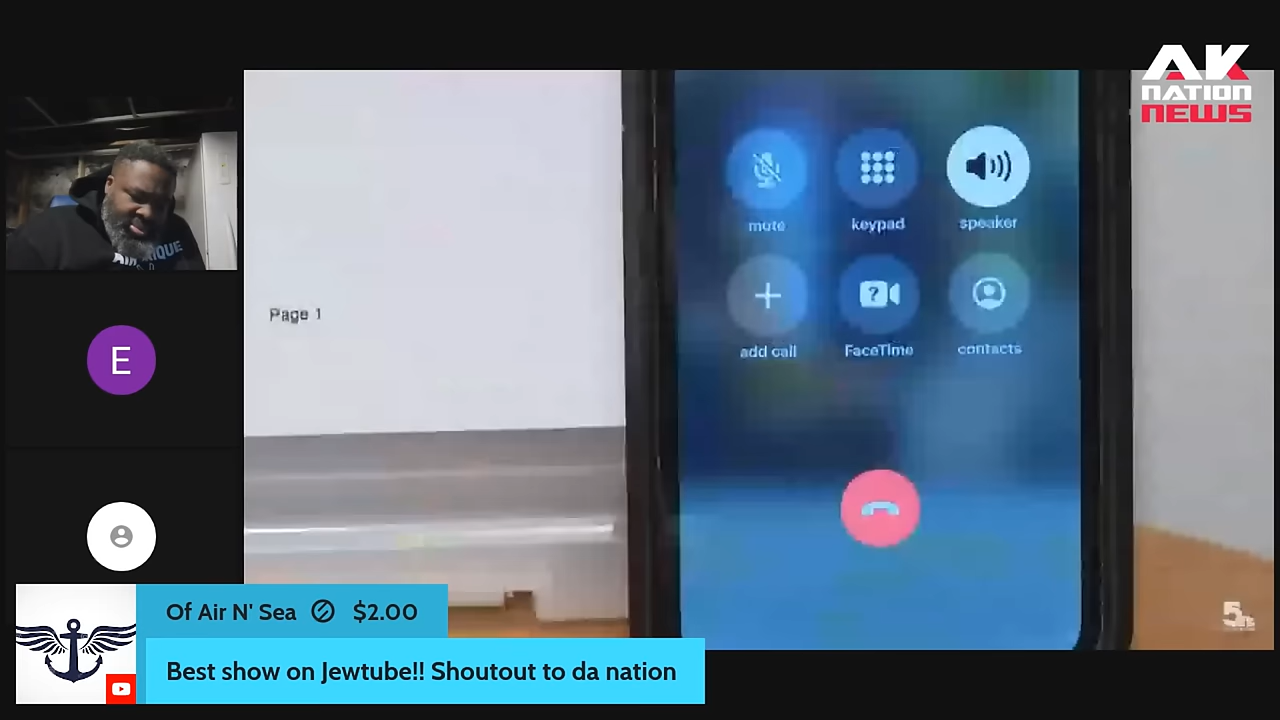 AK
NATION
NEWS
mute
keypad
speaker
Page 1
add call
FaceTime
contacts
E
5
Of Air N' Sea $2.00
Best show on Jewtube!! Shoutout to da nation